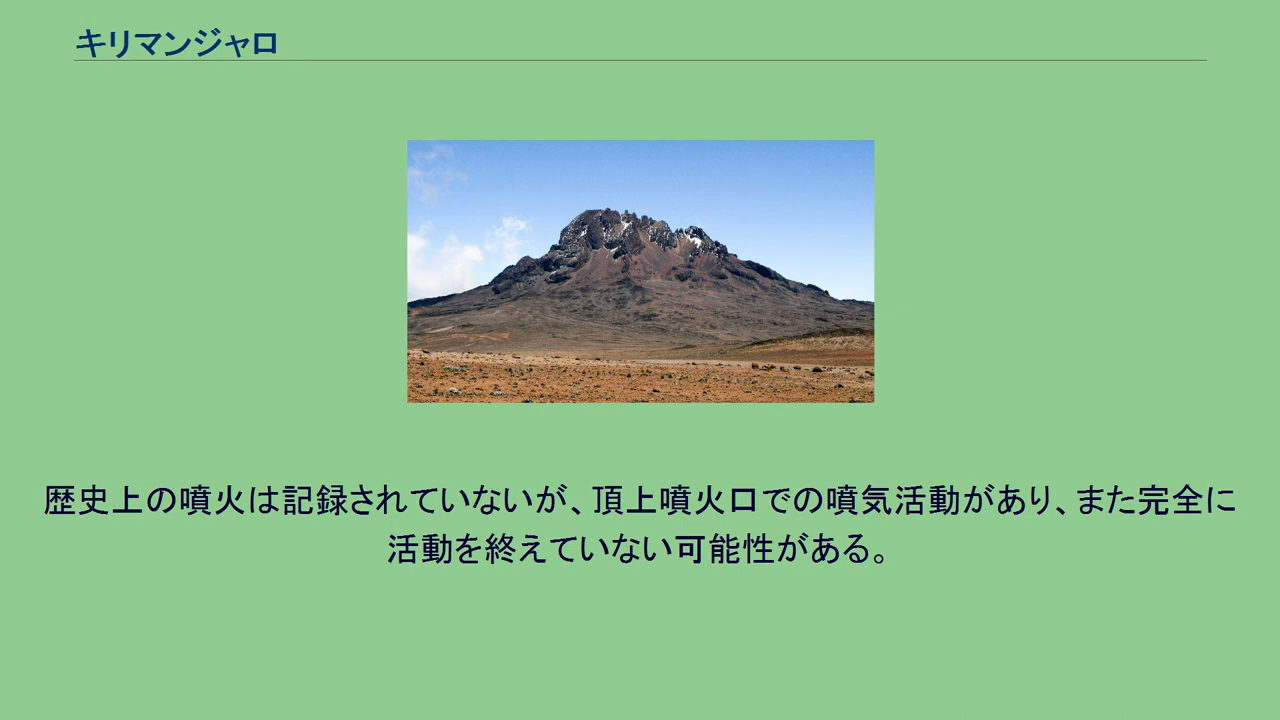 キリマンジャロ
歴史上の噴火は記録されていないが、頂上噴火口での噴気活動があり、また完全に
活動を終えていない可能性がある。